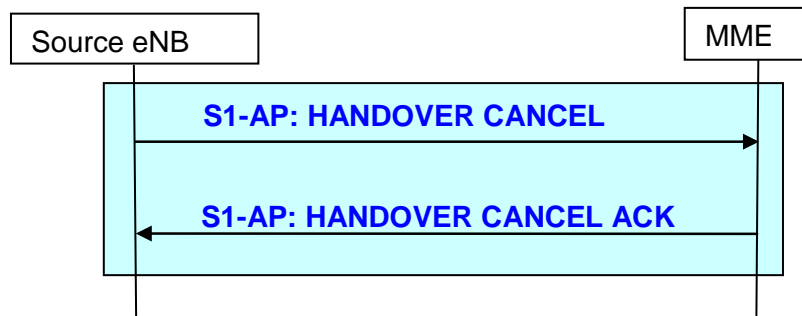 Source eNB
MME
S1-AP: HANDOVER CANCEL
S1-AP: HANDOVER CANCEL ACK